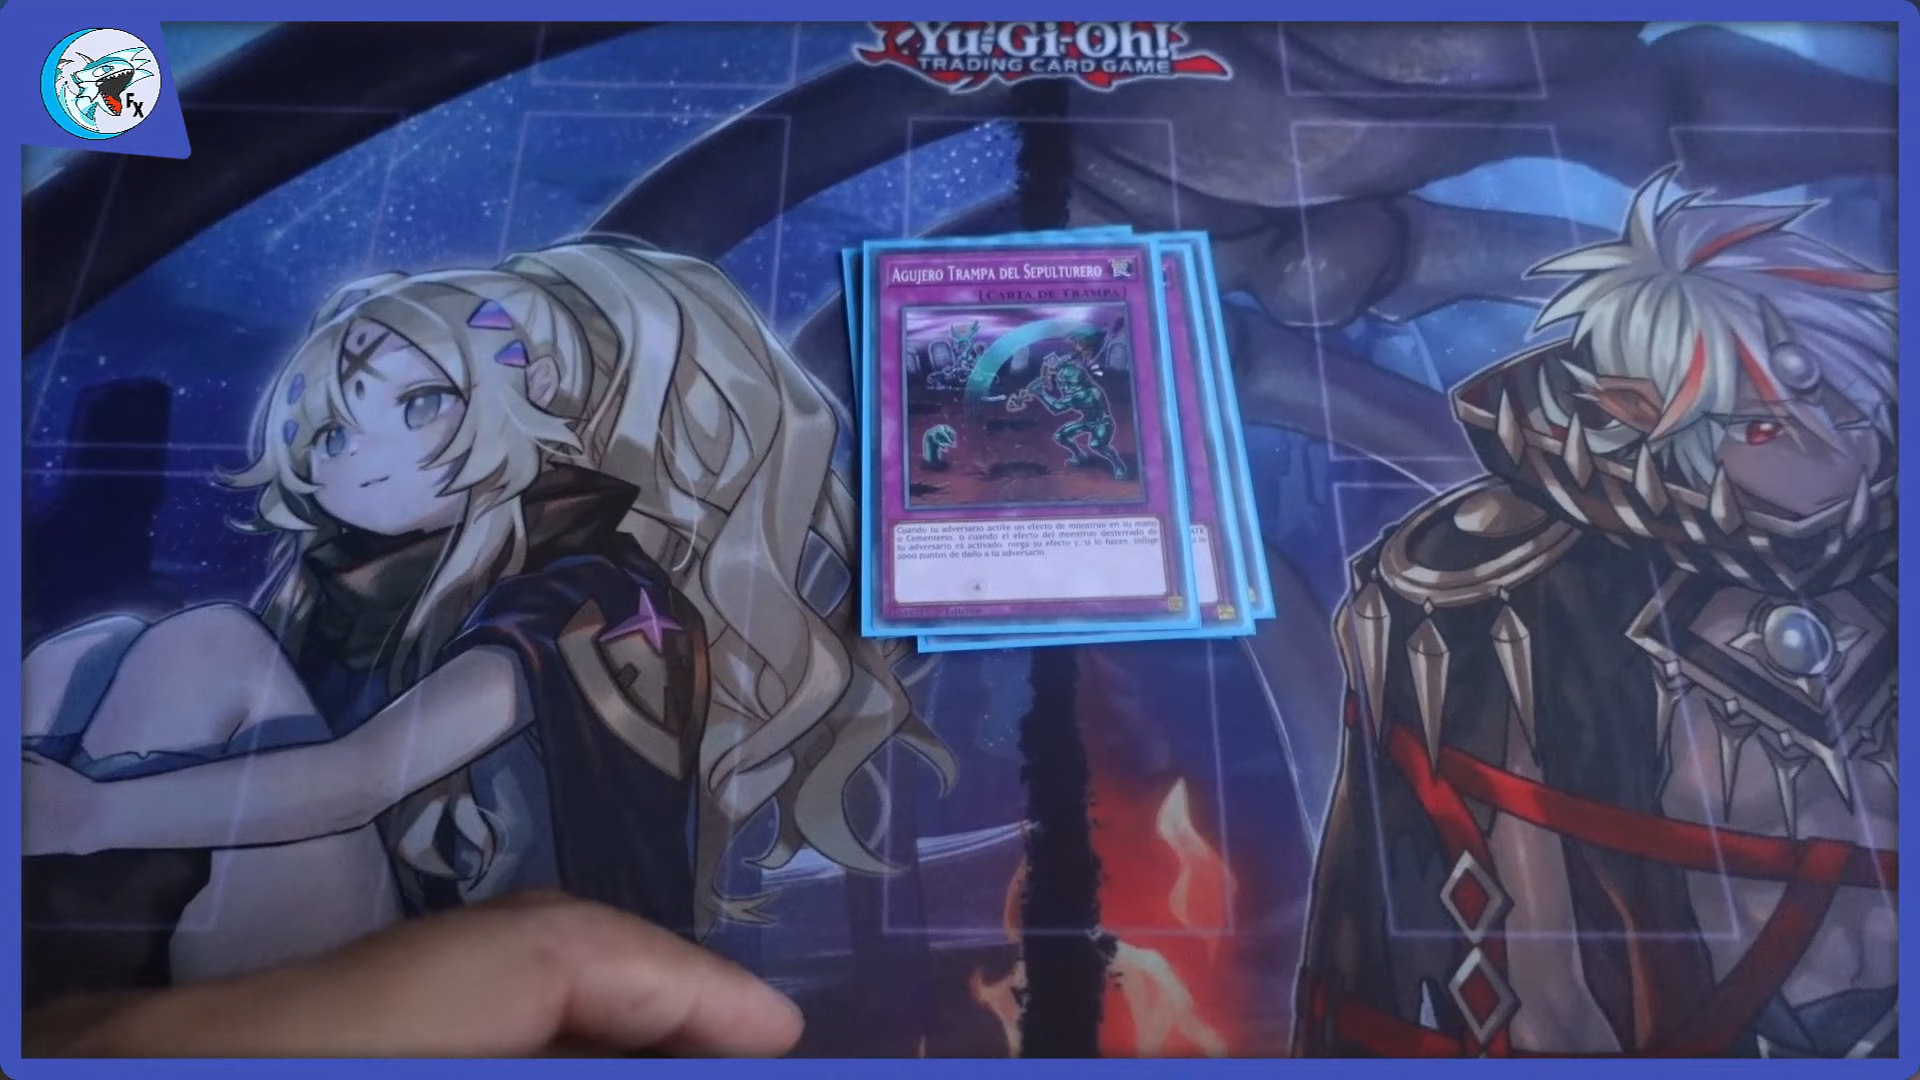 FX
Yu-Gi-Oh!
TRADING CARD GAME
AGUJERO TRAMPA DEL SEPULTURERO
[CARTA DE TRAMPA]
Cuando tu adversario active un efecto de monstruo en su mano
o Cementerio, o cuando el efecto del monstruo desterrado de
tu adversario es activado: niega su efecto y, si lo haces, inflige
2000 puntos de daño a tu adversario.
ATK